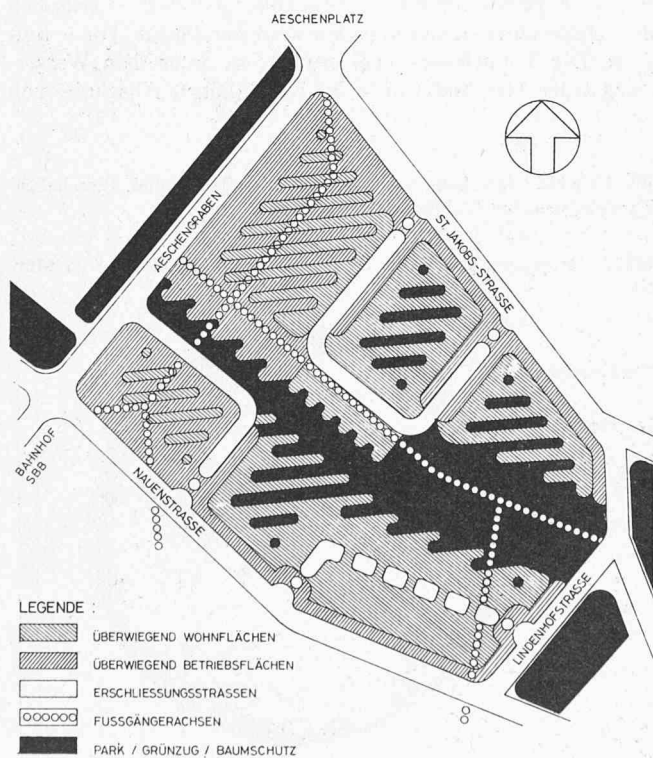 AESCHENPLATZ
AESCHENGRABEN
ST. JAKOBS-STRASSE
BAHNHOF
SBB
NAUENSTRASSE
LINDENHOFSTRASSE
LEGENDE :
ÜBERWIEGEND WOHNFLÄCHEN
ÜBERWIEGEND BETRIEBSFLÄCHEN
ERSCHLIESSUNGSSTRASSEN
FUSSGÄNGERACHSEN
PARK / GRÜNZUG / BAUMSCHUTZ